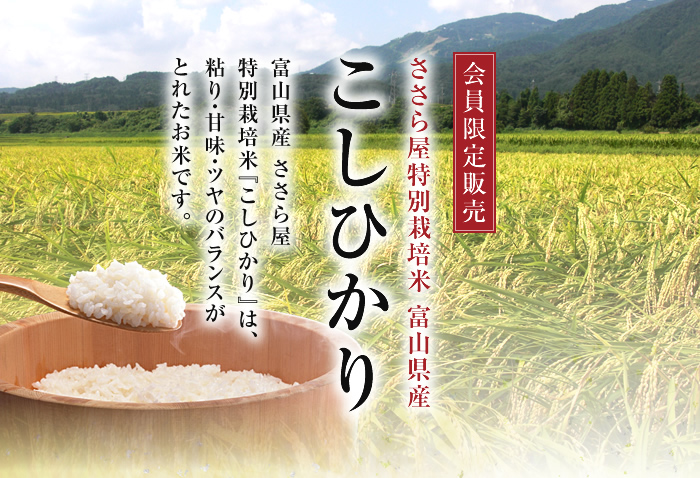 会員限定販売
ささら屋特別栽培米 富山県産
こしひかり
富山県産 ささら屋
特別栽培米『こしひかり』は、
粘り・甘味・ツヤのバランスが
とれたお米です。